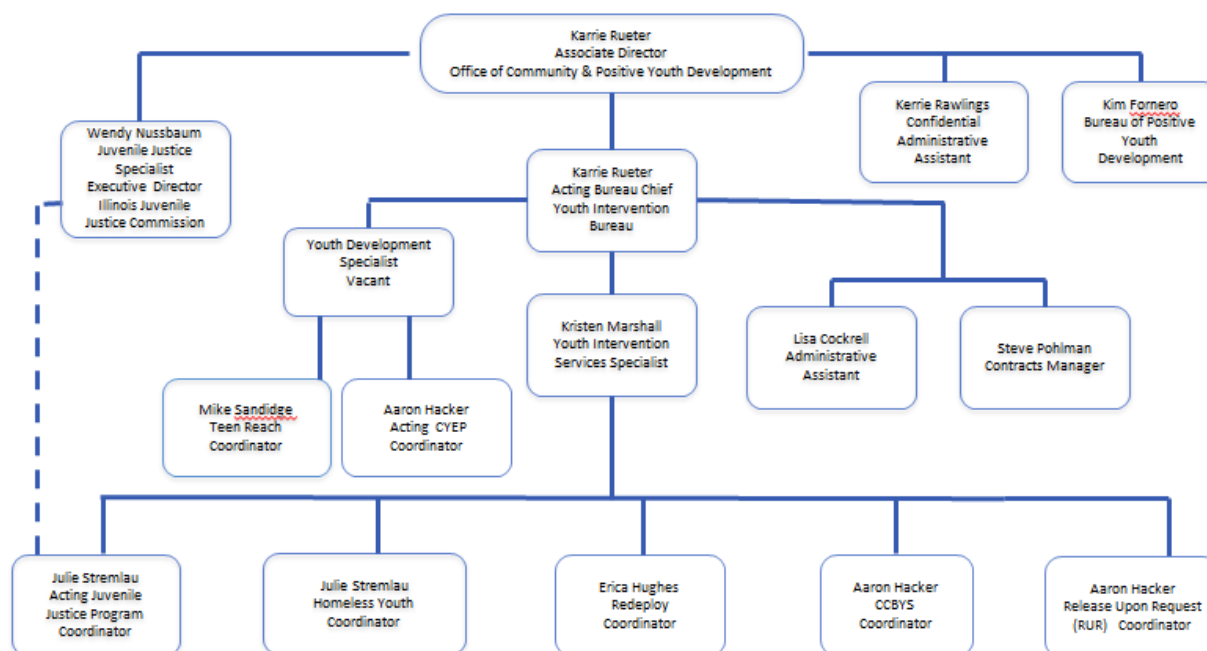 Karrie Rueter
Associate Director
Office of Community & Positive Youth Development
Wendy Nussbaum
Juvenile Justice
Specialist
Executive Director
Illinois Juvenile
Justice Commission
Kerrie Rawlings
Confidential
Administrative
Assistant
Kim Fornero
Bureau of Positive
Youth
Development
Karrie Rueter
Acting Bureau Chief
Youth Intervention
Bureau
Youth Development
Specialist
Vacant
Kristen Marshall
Youth Intervention
Services Specialist
Lisa Cockrell
Administrative
Assistant
Steve Pohlman
Contracts Manager
Mike Sandidge
Teen Reach
Coordinator
Aaron Hacker
Acting CYEP
Coordinator
Julie Stremlau
Acting Juvenile
Justice Program
Coordinator
Julie Stremlau
Homeless Youth
Coordinator
Erica Hughes
Redeploy
Coordinator
Aaron Hacker
CCBYS
Coordinator
Aaron Hacker
Release Upon Request
(RUR) Coordinator